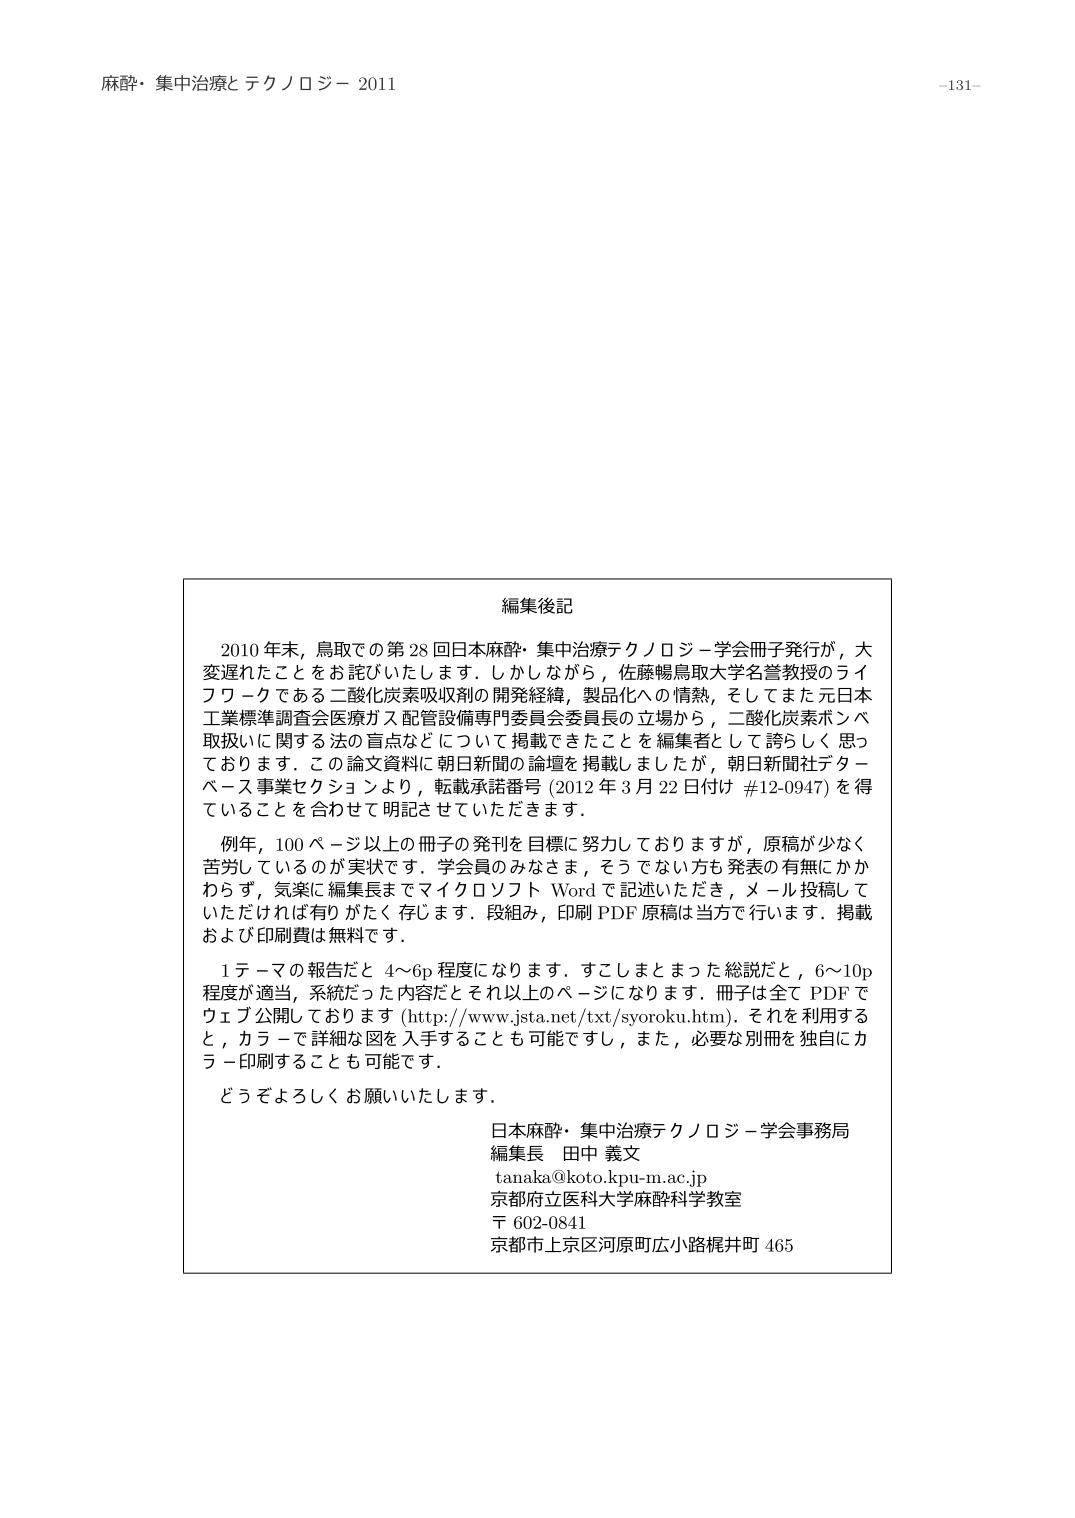 麻酔・集中治療とテクノロジー 2011
–131–
編集後記
2010 年末，鳥取での第 28 回日本麻酔・集中治療テクノロジー学会冊子発行が，大
変遅れたことをお詫びいたします．しかしながら，佐藤暢鳥取大学名誉教授のライ
フワークである二酸化炭素吸収剤の開発経緯，製品化への情熱，そしてまた元日本
工業標準調査会医療ガス配管設備専門委員会委員長の立場から，二酸化炭素ボンベ
取扱いに関する法の盲点などについて掲載できたことを編集者として誇らしく思っ
ております．この論文資料に朝日新聞の論壇を掲載しましたが，朝日新聞社デター
ベース事業セクションより，転載承諾番号 (2012 年 3 月 22 日付け #12-0947) を得
ていることを合わせて明記させていただきます．
例年，100 ページ以上の冊子の発刊を目標に努力しておりますが，原稿が少なく
苦労しているのが実状です．学会員のみなさま，そうでない方も発表の有無にかか
わらず，気楽に編集長までマイクロソフト Word で記述いただき，メール投稿して
いただければ有りがたく存じます．段組み，印刷 PDF 原稿は当方で行います．掲載
および印刷費は無料です．
1 テーマの報告だと 4〜6p 程度になります．すこしまとまった総説だと，6〜10p
程度が適当，系統だった内容だとそれ以上のページになります．冊子は全て PDF で
ウェブ公開しております (http://www.jsta.net/txt/syoroku.htm)．それを利用する
と，カラーで詳細な図を入手することも可能ですし，また，必要な別冊を独自にカ
ラー印刷することも可能です．
どうぞよろしくお願いいたします．
日本麻酔・集中治療テクノロジー学会事務局
編集長　田中 義文
tanaka@koto.kpu-m.ac.jp
京都府立医科大学麻酔科学教室
〒 602-0841
京都市上京区河原町広小路梶井町 465